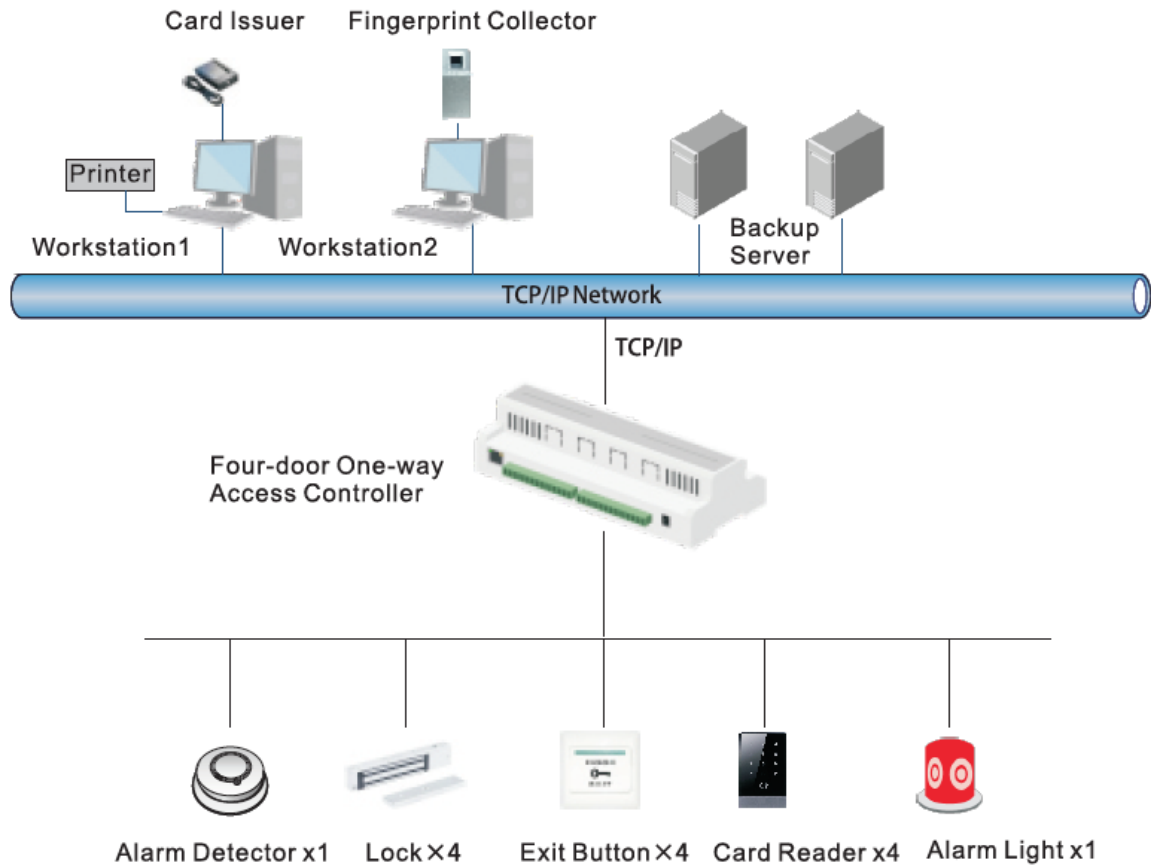 Card Issuer
Fingerprint Collector
Printer
Workstation1
Workstation2
Backup
Server
TCP/IP Network
TCP/IP
Four-door One-way
Access Controller
Alarm Detector x1
Lock×4
Exit Button×4
Card Reader x4
Alarm Light x1